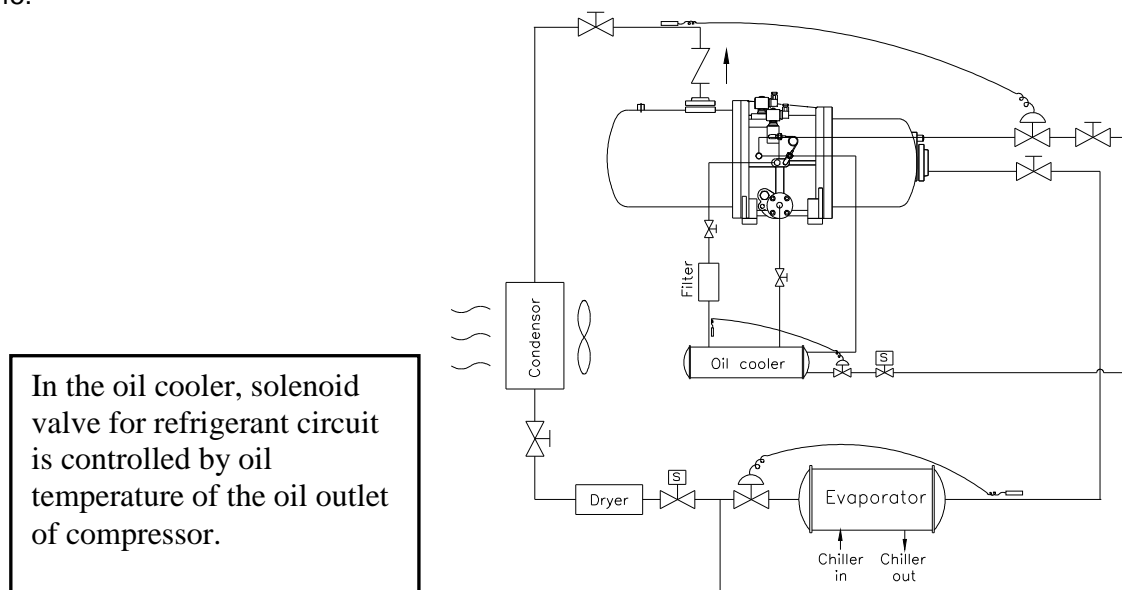 S
Filter
Condensor
Oil cooler
In the oil cooler, solenoid
valve for refrigerant circuit
is controlled by oil
temperature of the oil outlet
of compressor.
S
Dryer
Evaporator
Chiller
in
Chiller
out